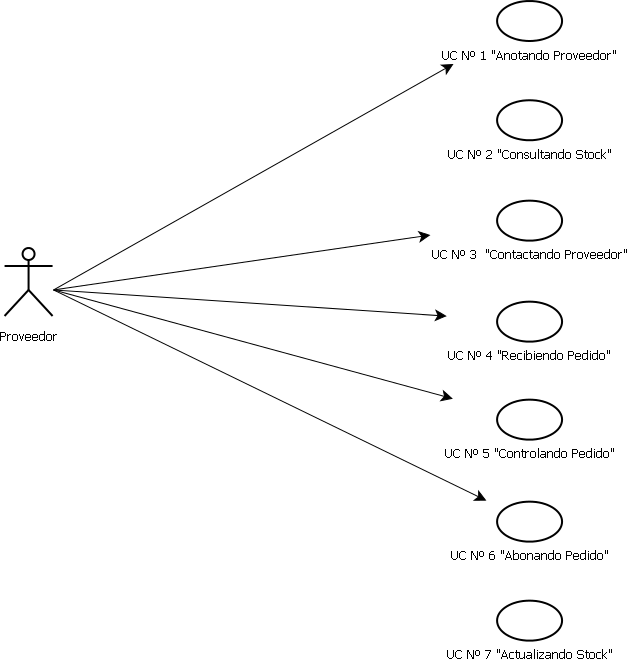 UC Nº 1 "Anotando Proveedor"
UC Nº 2 "Consultando Stock"
UC Nº 3  "Contactando Proveedor"
Proveedor
UC Nº 4 "Recibiendo Pedido"
UC Nº 5 "Controlando Pedido"
UC Nº 6 "Abonando Pedido"
UC Nº 7 "Actualizando Stock"